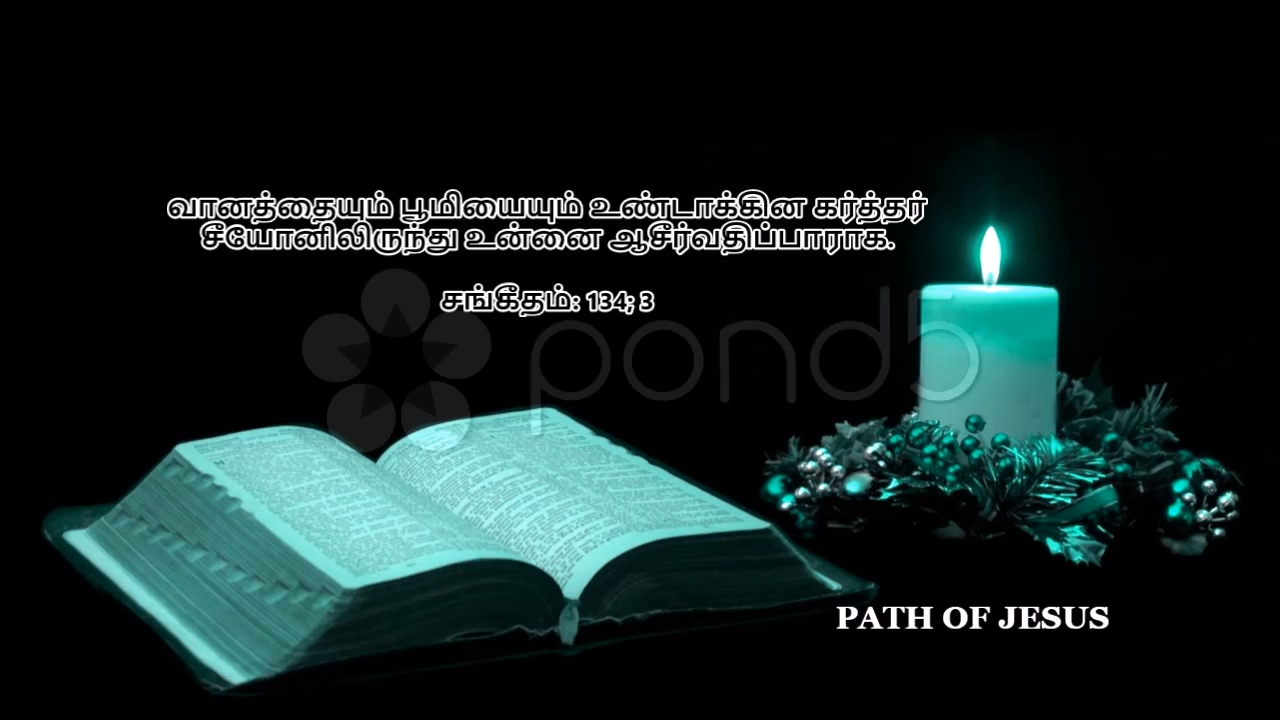 வானத்தையும் பூமியையும் உண்டாக்கின கர்த்தர்
சீயோனிலிருந்து உன்னை ஆசீர்வதிப்பாராக.
சங்கீதம்: 134; 3
pond5
PATH OF JESUS